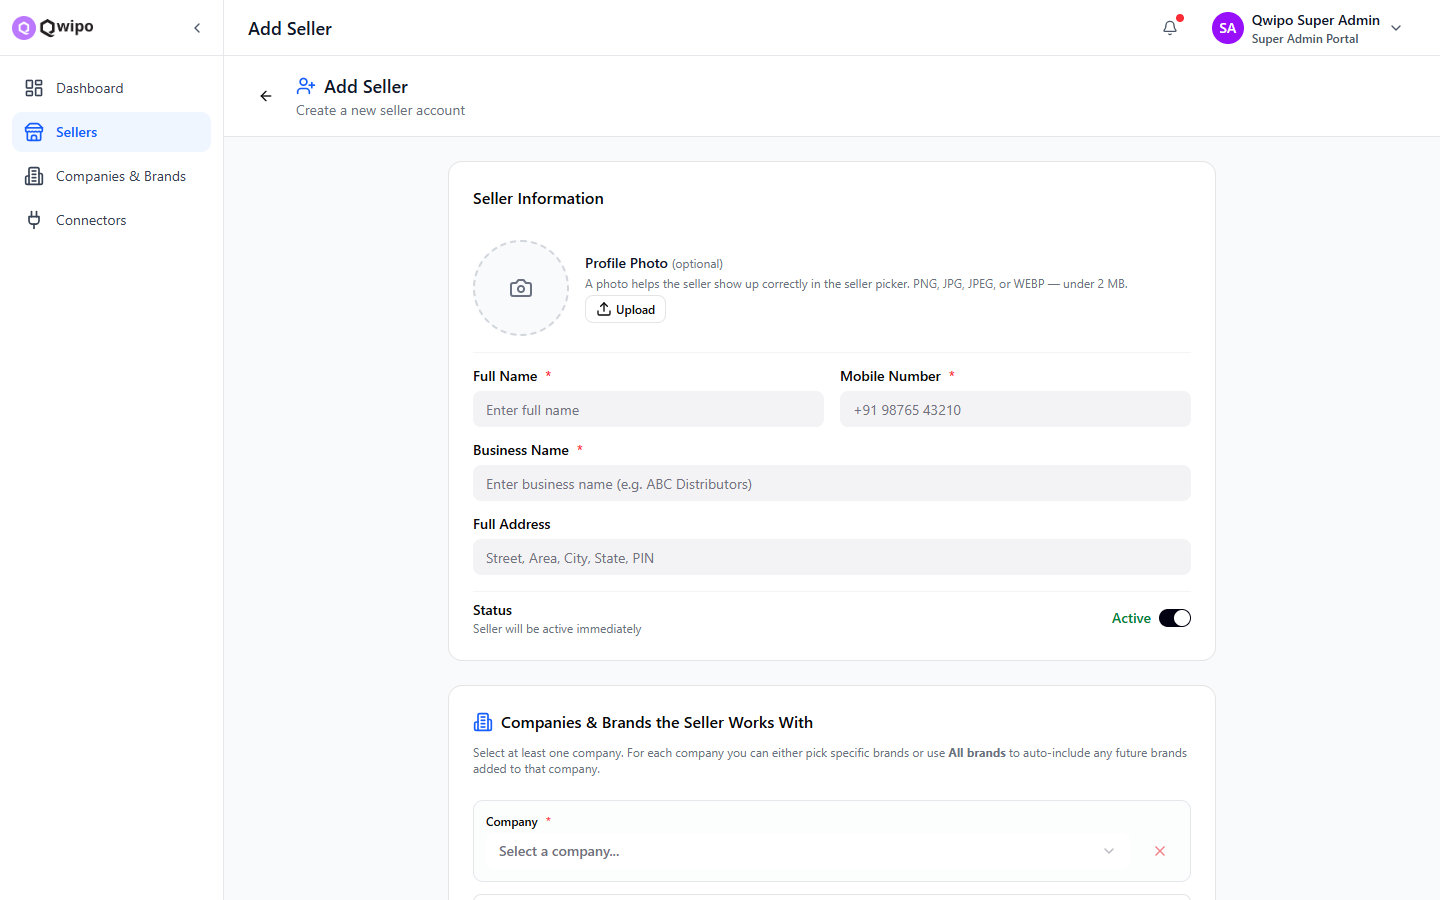 Qwipo
Add Seller
SA
Qwipo Super Admin
Super Admin Portal
Dashboard
Sellers
Companies & Brands
Connectors
Add Seller
Create a new seller account
Seller Information
Profile Photo (optional)
A photo helps the seller show up correctly in the seller picker. PNG, JPG, JPEG, or WEBP — under 2 MB.
Upload
Full Name *
Mobile Number *
Enter full name
+91 98765 43210
Business Name *
Enter business name (e.g. ABC Distributors)
Full Address
Street, Area, City, State, PIN
Status
Seller will be active immediately
Active
Companies & Brands the Seller Works With
Select at least one company. For each company you can either pick specific brands or use All brands to auto-include any future brands
added to that company.
Company *
Select a company...